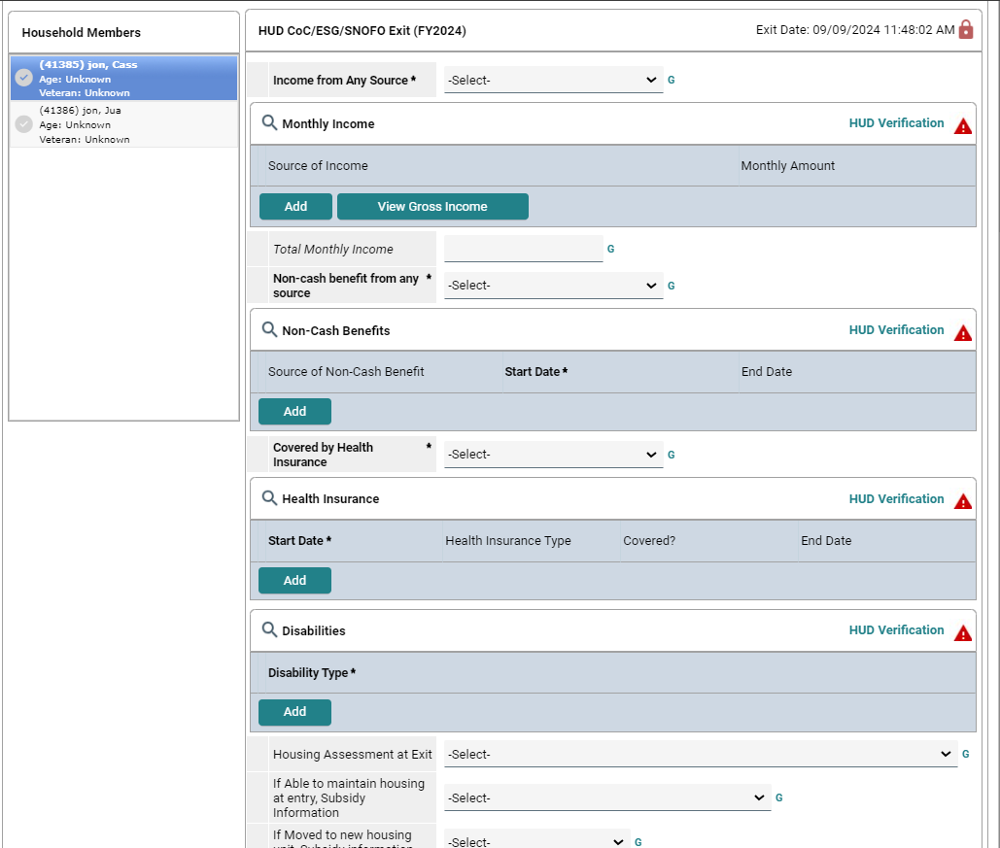 Household Members
(41385) jon, Cass
Age: Unknown
Veteran: Unknown
(41386) jon, Jua
Age: Unknown
Veteran: Unknown
HUD CoC/ESG/SNOFO Exit (FY2024)
Exit Date: 09/09/2024 11:48:02 AM
Income from Any Source * -Select- G
Monthly Income HUD Verification
Source of Income Monthly Amount
Add View Gross Income
Total Monthly Income G
Non-cash benefit from any *
source
-Select- G
Non-Cash Benefits HUD Verification
Source of Non-Cash Benefit Start Date * End Date
Add
Covered by Health *
Insurance
-Select- G
Health Insurance HUD Verification
Start Date * Health Insurance Type Covered? End Date
Add
Disabilities HUD Verification
Disability Type *
Add
Housing Assessment at Exit -Select- G
If Able to maintain housing
at entry, Subsidy
Information
-Select- G
If Moved to new housing
unit, Subsidy information
-Select- G